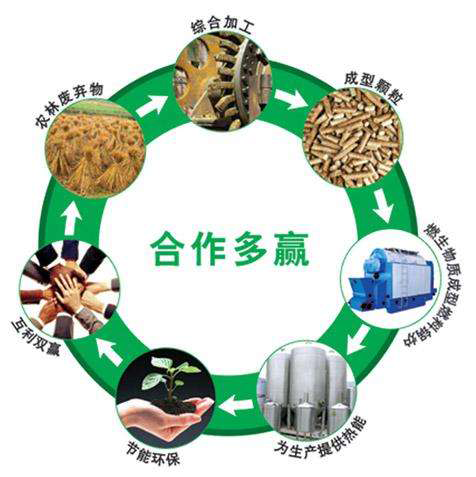 综合加工
成型颗粒
燃生物质成型燃料锅炉
为生产提供热能
节能环保
互利双赢
农林废弃物
合作多赢